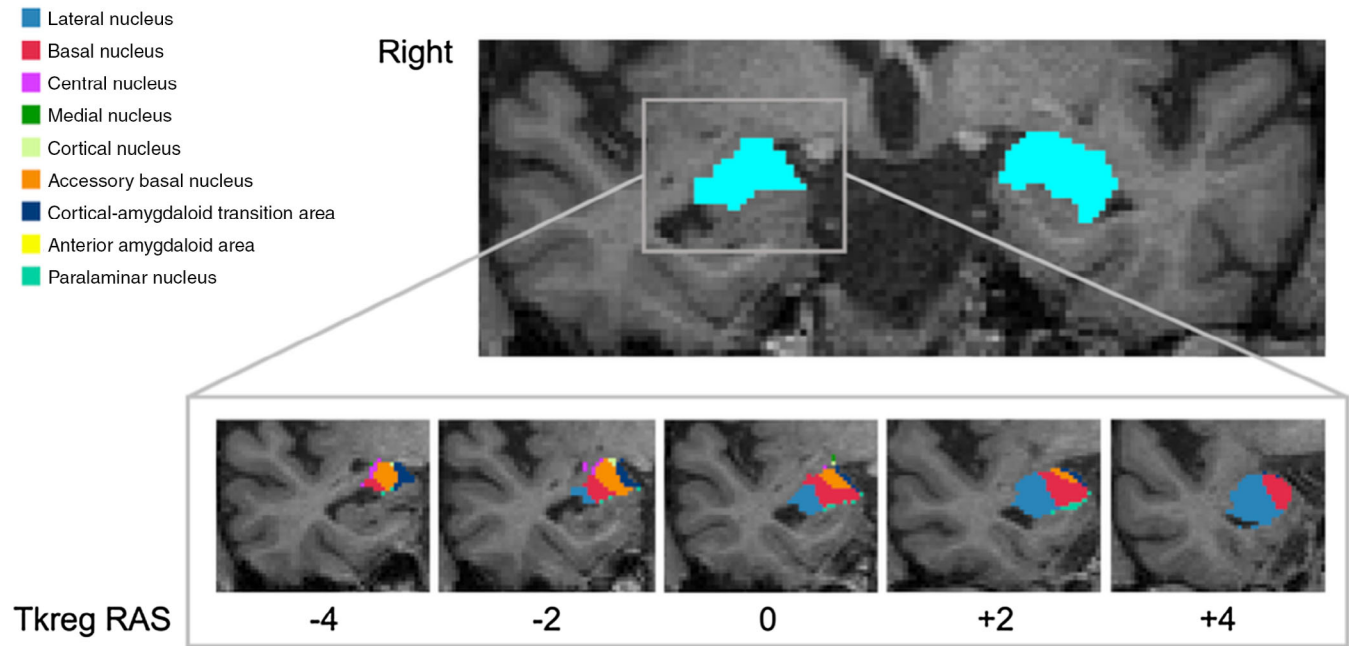 Lateral nucleus
Basal nucleus
Central nucleus
Medial nucleus
Cortical nucleus
Accessory basal nucleus
Cortical-amygdaloid transition area
Anterior amygdaloid area
Paralaminar nucleus
Right
Tkreg RAS -4 -2 0 +2 +4